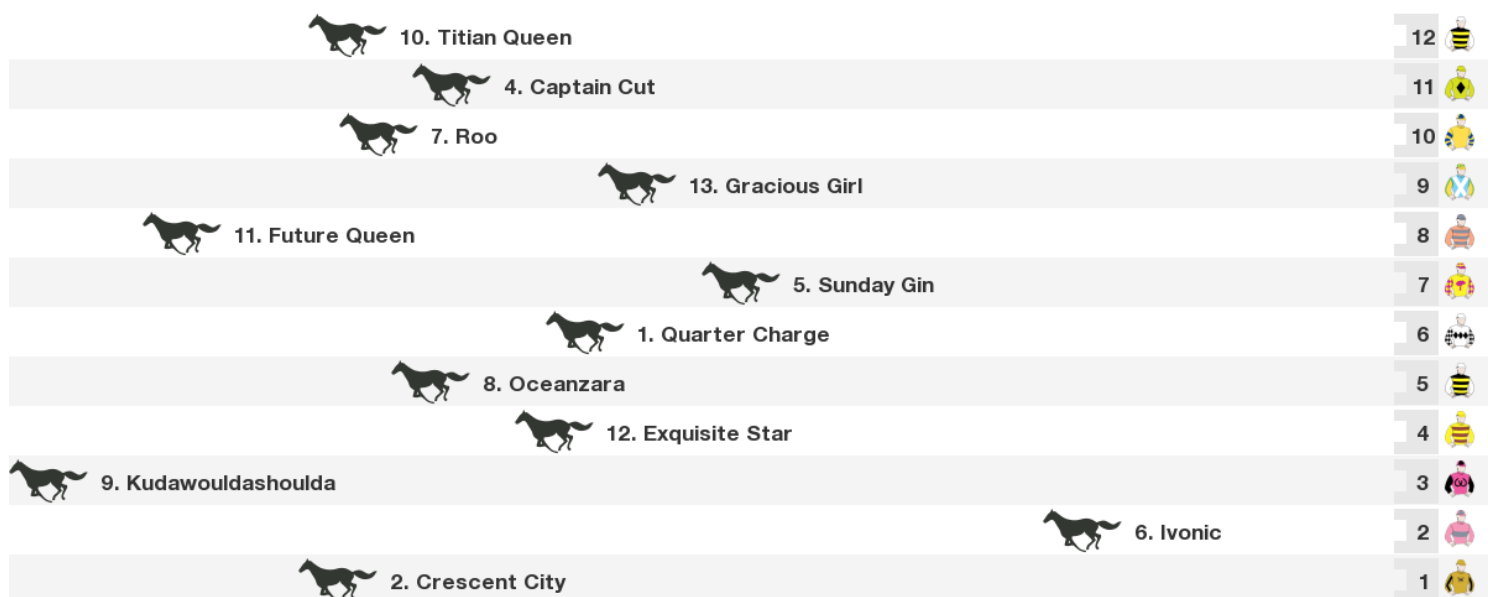 10. Titian Queen 12
4. Captain Cut 11
7. Roo 10
13. Gracious Girl 9
11. Future Queen 8
5. Sunday Gin 7
1. Quarter Charge 6
8. Oceanzara 5
12. Exquisite Star 4
9. Kudawouldashoulda 3
6. Ivonic 2
2. Crescent City 1